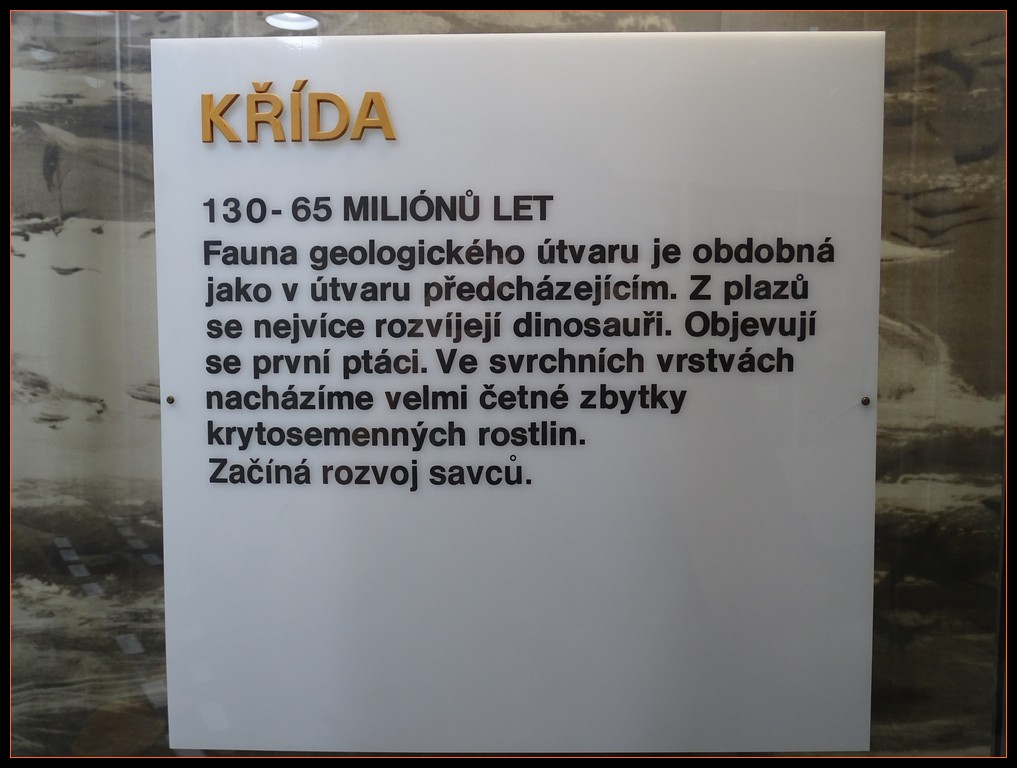 KŘÍDA
130-65 MILIÓNŮ LET
Fauna geologického útvaru je obdobná
jako v útvaru předcházejícím. Z plazů
se nejvíce rozvíjejí dinosauři. Objevují
se první ptáci. Ve svrchních vrstvách
nacházíme velmi četné zbytky
krytosemenných rostlin.
Začíná rozvoj savců.